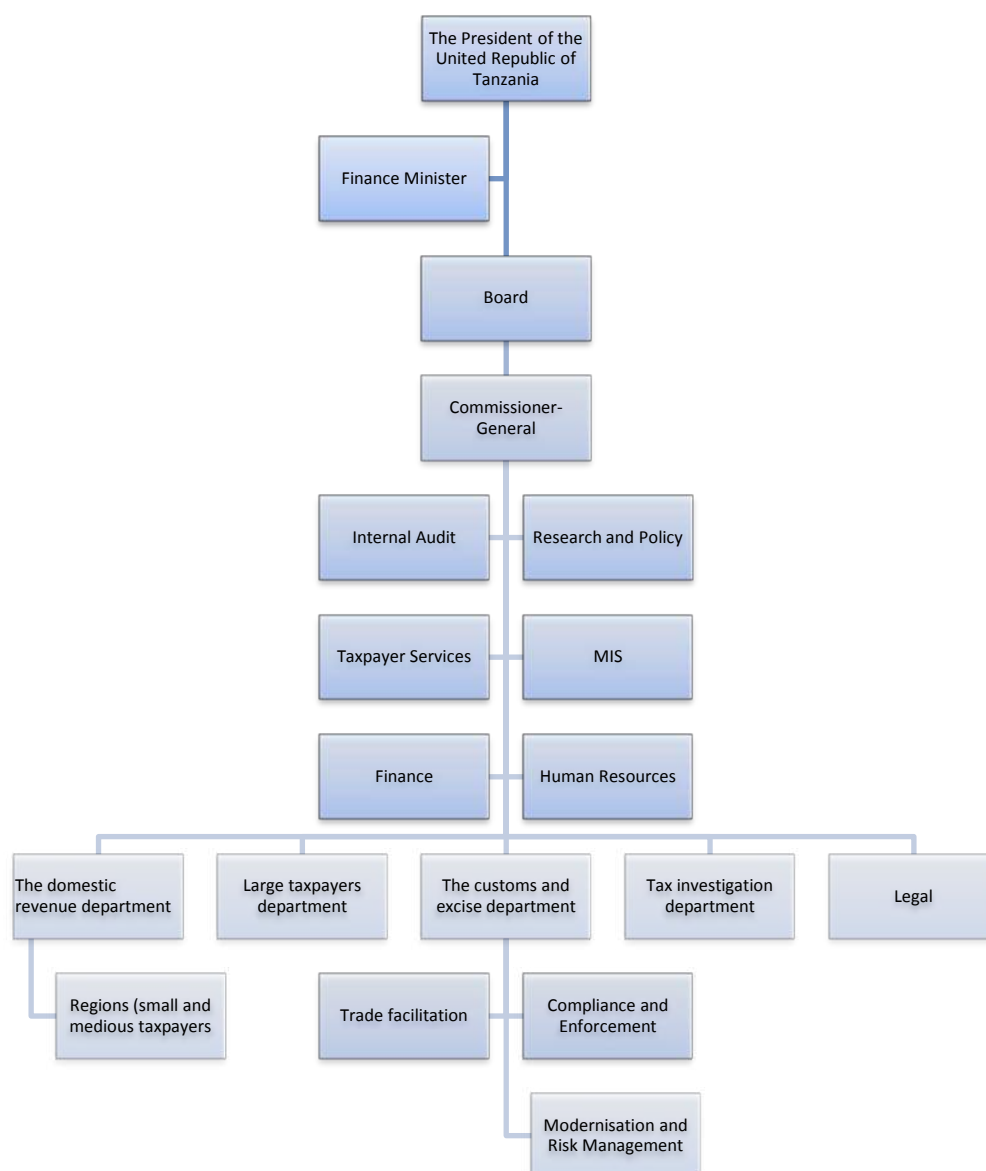 The President of the
United Republic of
Tanzania
Finance Minister
Board
Commissioner-
General
Internal Audit
Research and Policy
Taxpayer Services
MIS
Finance
Human Resources
The domestic
revenue department
Large taxpayers
department
The customs and
excise department
Tax investigation
department
Legal
Regions (small and
medious taxpayers
Trade facilitation
Compliance and
Enforcement
Modernisation and
Risk Management